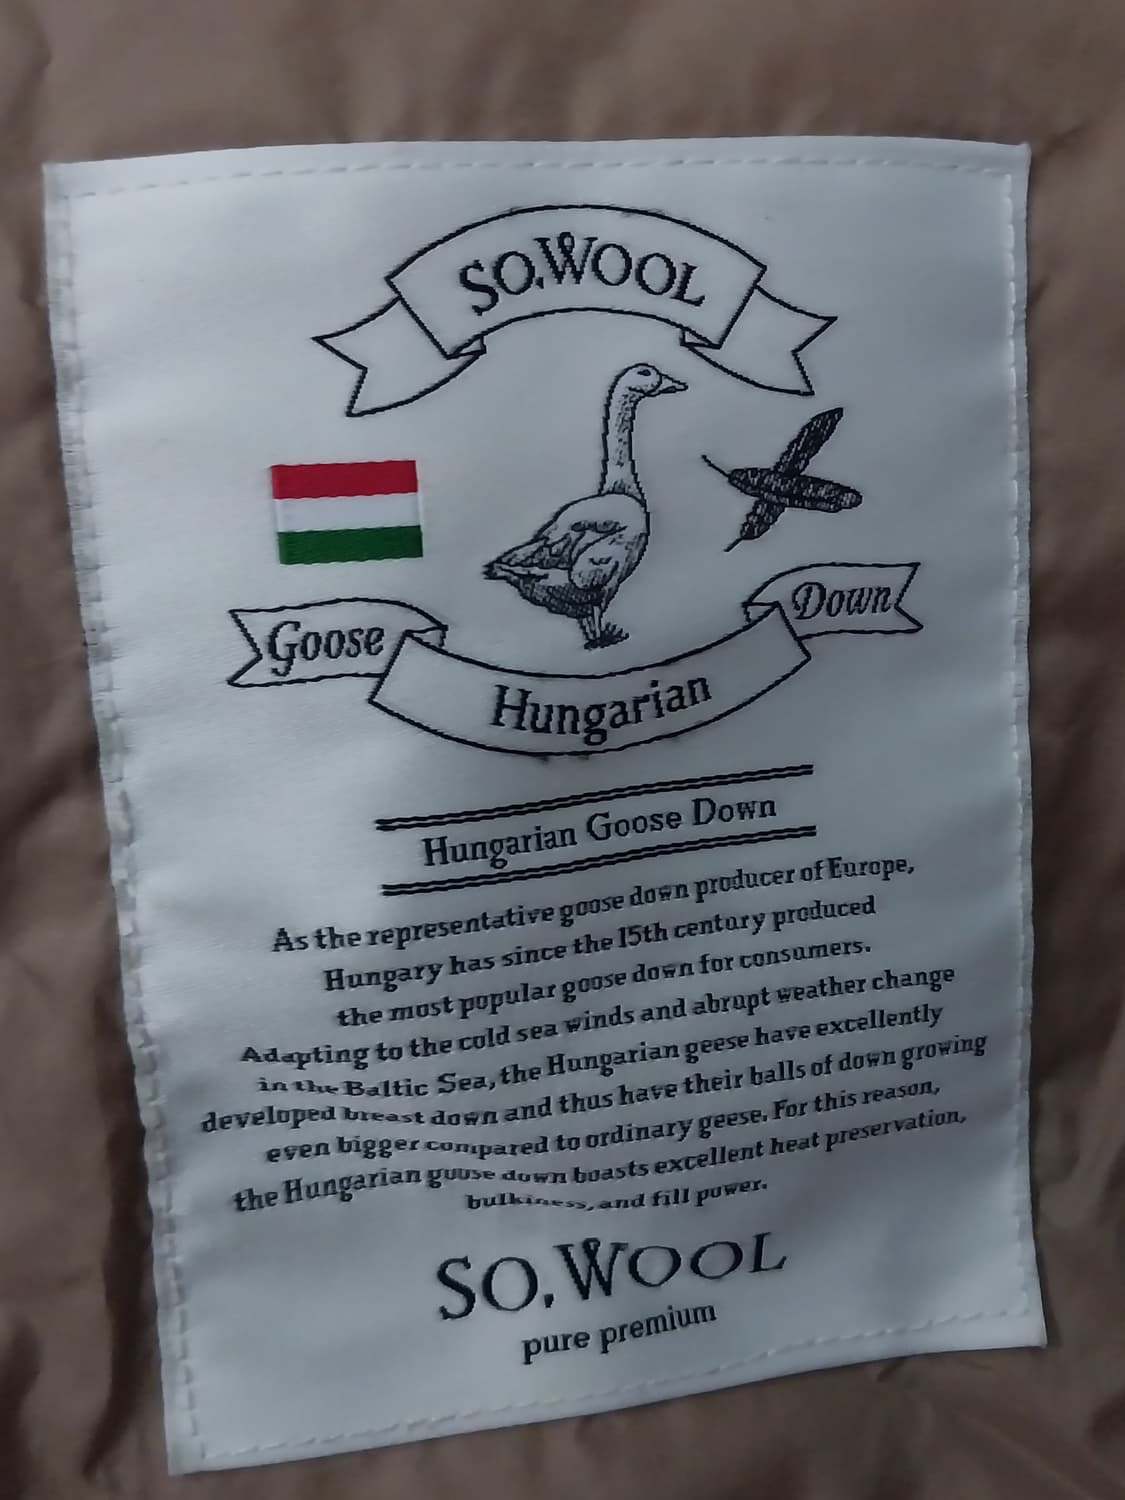 SO.WOOL
Goose
Hungarian
Down
Hungarian Goose Down
As the representative goose down producer of Europe,
Hungary has since the 15th century produced
the most popular goose down for consumers.
Adapting to the cold sea winds and abrupt weather change
in the Baltic Sea, the Hungarian geese have excellently
developed breast down and thus have their balls of down growing
even bigger compared to ordinary geese. For this reason,
the Hungarian goose down boasts excellent heat preservation,
bulkiness, and fill power.
SO.WOOL
pure premium